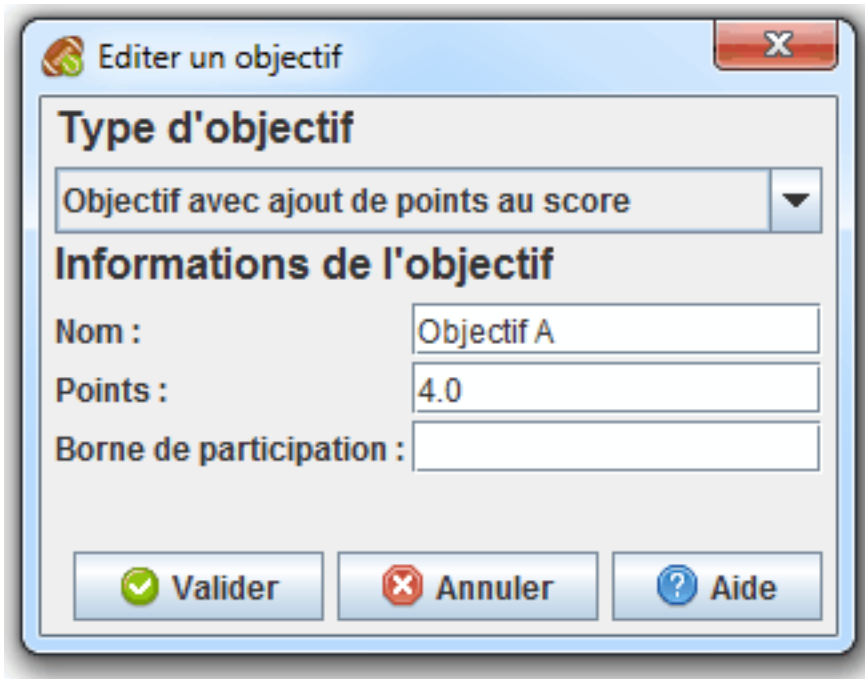 Editer un objectif
Type d'objectif
Objectif avec ajout de points au score
Informations de l'objectif
Nom : Objectif A
Points : 4.0
Borne de participation :
Valider Annuler Aide